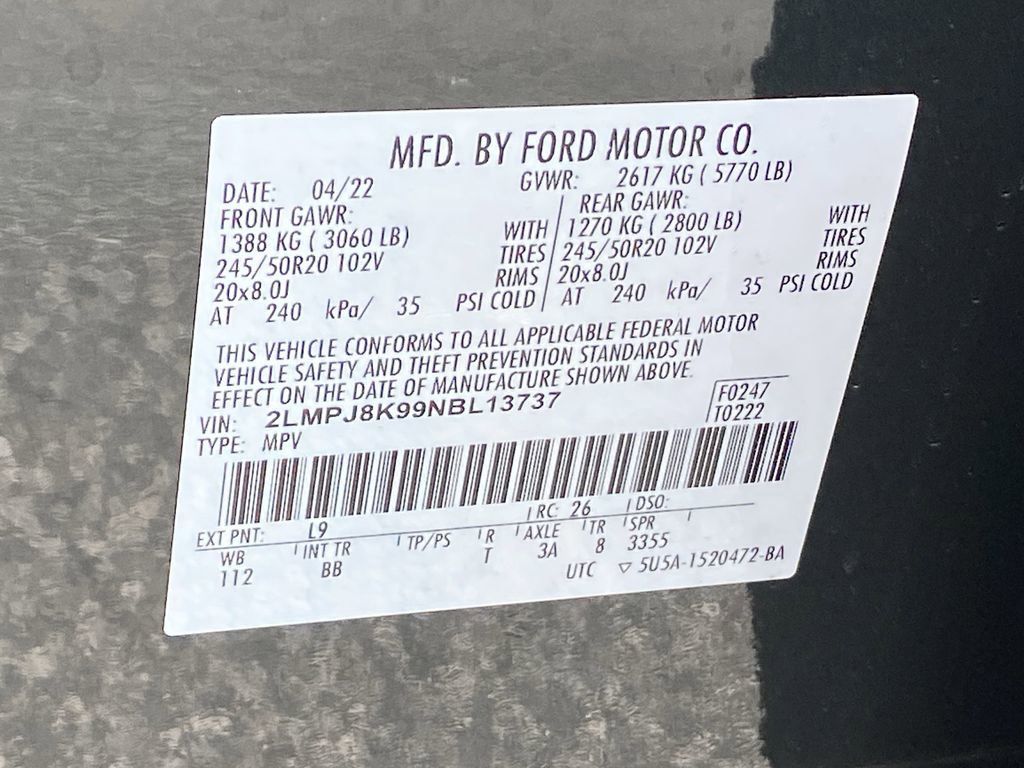 MFD. BY FORD MOTOR CO.
DATE: 04/22 GVWR: 2617 KG ( 5770 LB)
FRONT GAWR: REAR GAWR:
1388 KG ( 3060 LB) WITH 1270 KG ( 2800 LB) WITH
245/50R20 102V TIRES 245/50R20 102V TIRES
20x8.0J RIMS 20x8.0J RIMS
AT 240 kPa/ 35 PSI COLD AT 240 kPa/ 35 PSI COLD
THIS VEHICLE CONFORMS TO ALL APPLICABLE FEDERAL MOTOR
VEHICLE SAFETY AND THEFT PREVENTION STANDARDS IN
EFFECT ON THE DATE OF MANUFACTURE SHOWN ABOVE.
VIN: 2LMPJ8K99NBL13737 F0247
TYPE: MPV T0222
EXT PNT: L9 RC: 26 DSO:
WB INT TR TP/PS R AXLE TR SPR
112 BB T 3A 8 3355
UTC ▽ 5U5A-1520472-BA